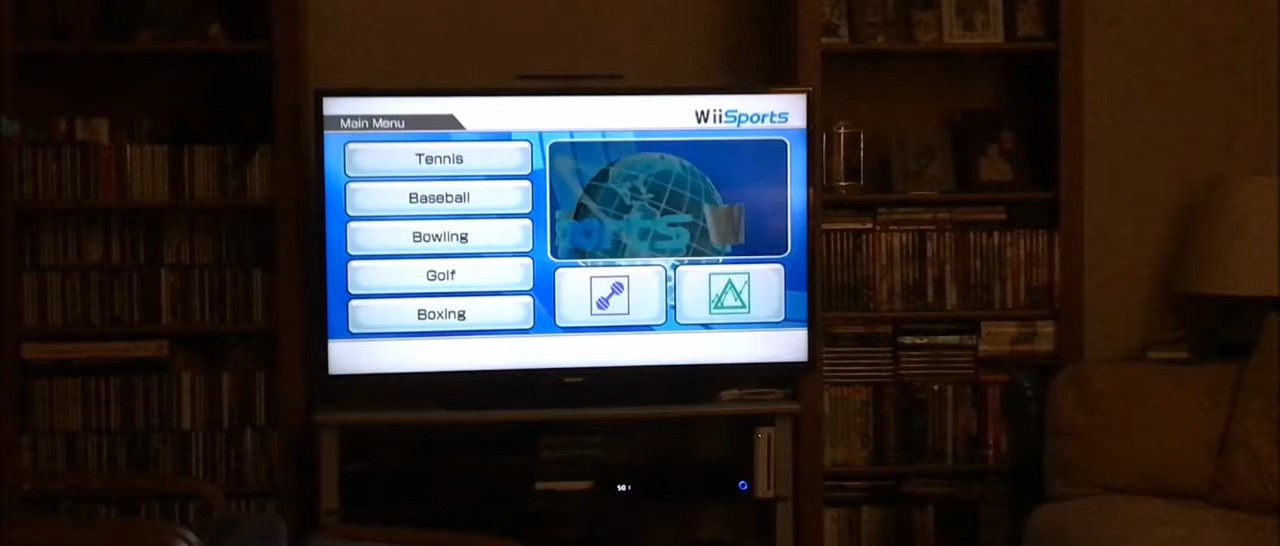 Main Menu
WiiSports
Tennis
Baseball
Bowling
Golf
Boxing